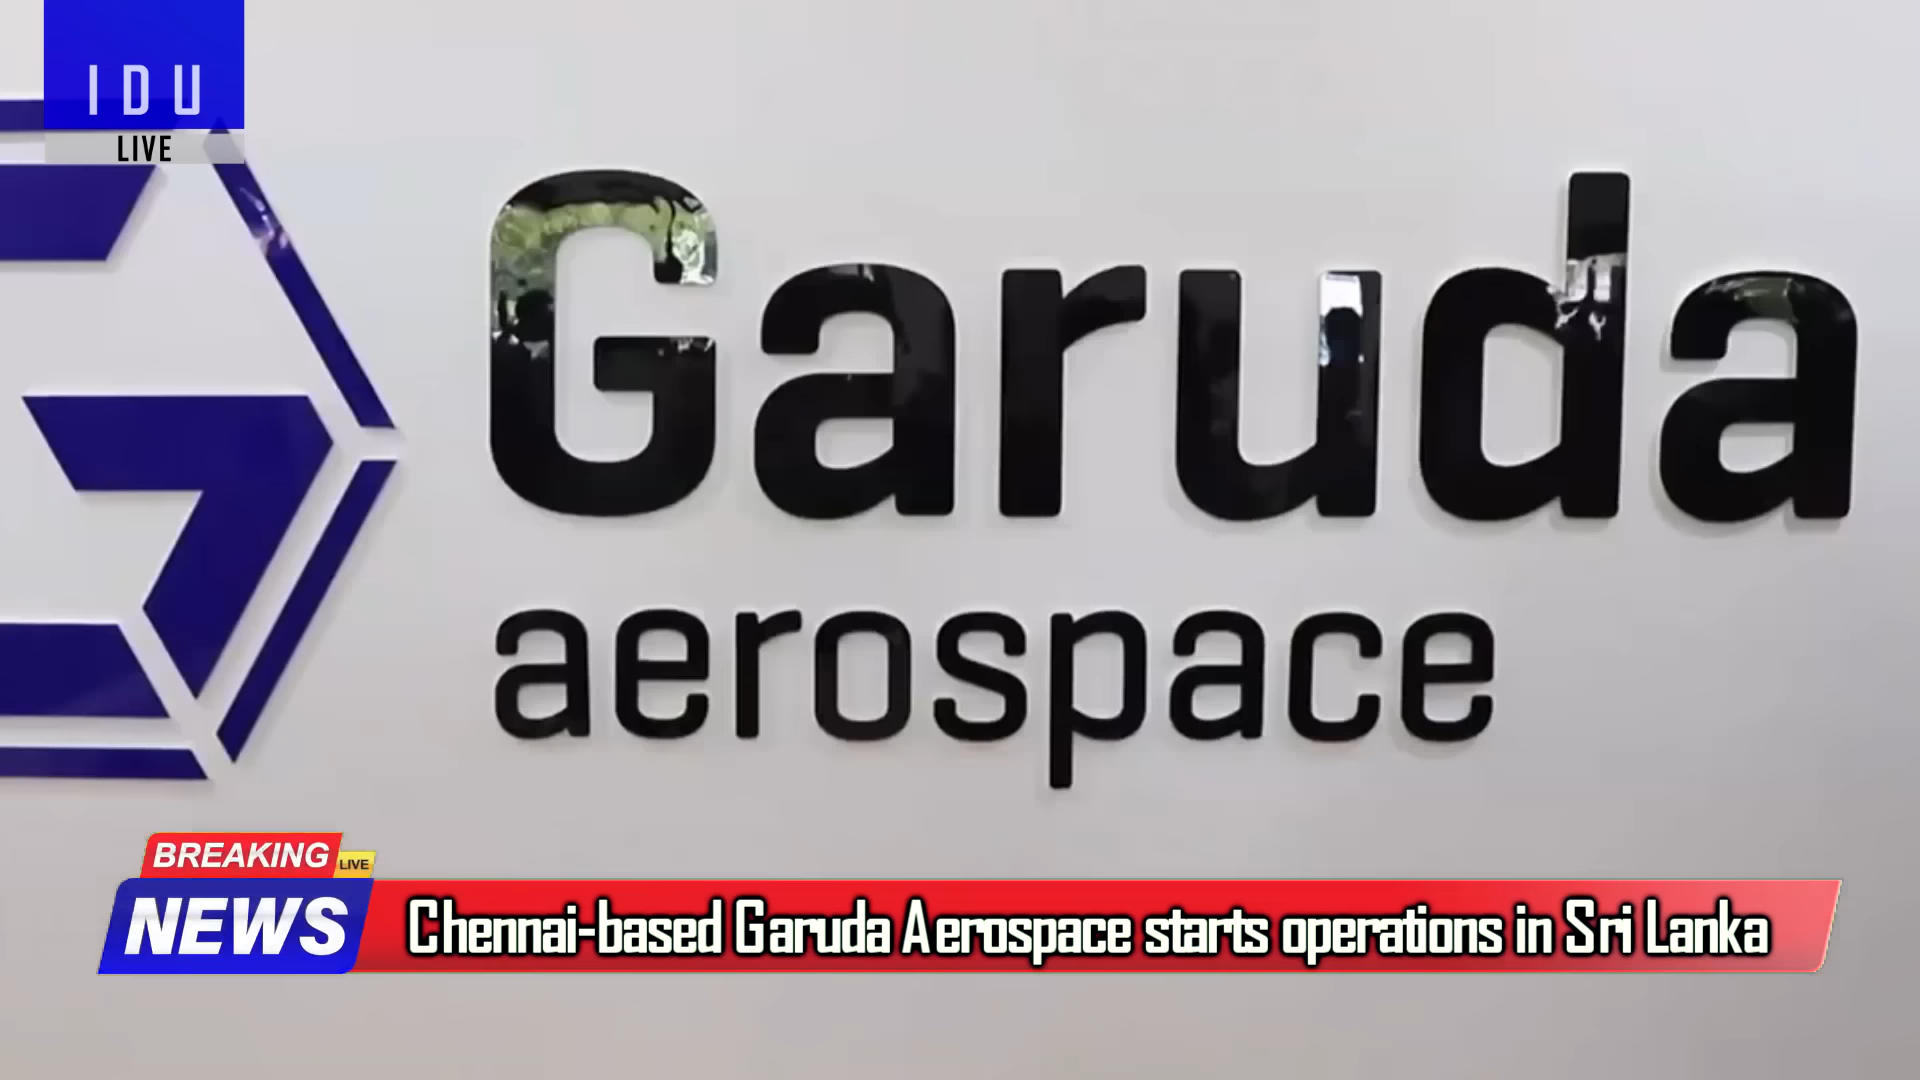 IDU
LIVE
Garuda
aerospace
BREAKING
LIVE
NEWS
Chennai-based Garuda Aerospace starts operations in Sri Lanka